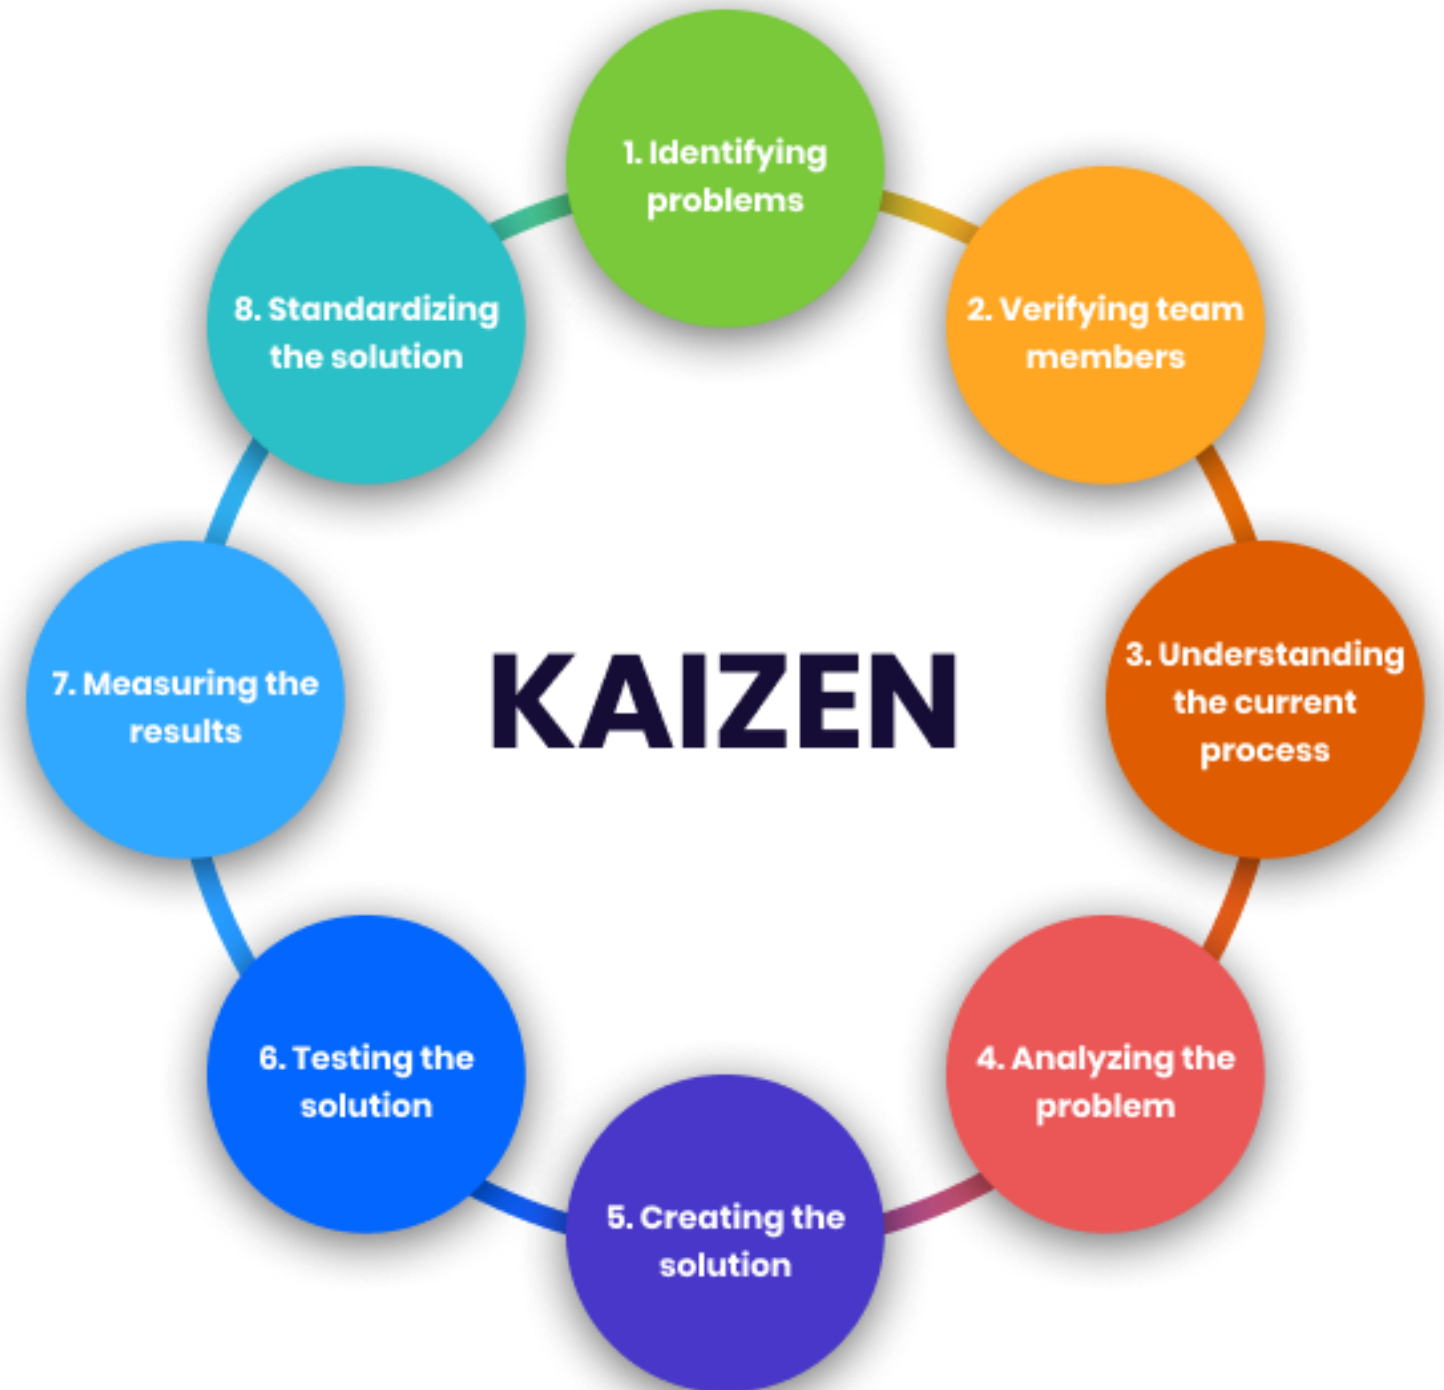 1. Identifying
problems
2. Verifying team
members
3. Understanding
the current
process
4. Analyzing the
problem
5. Creating the
solution
6. Testing the
solution
7. Measuring the
results
8. Standardizing
the solution
KAIZEN